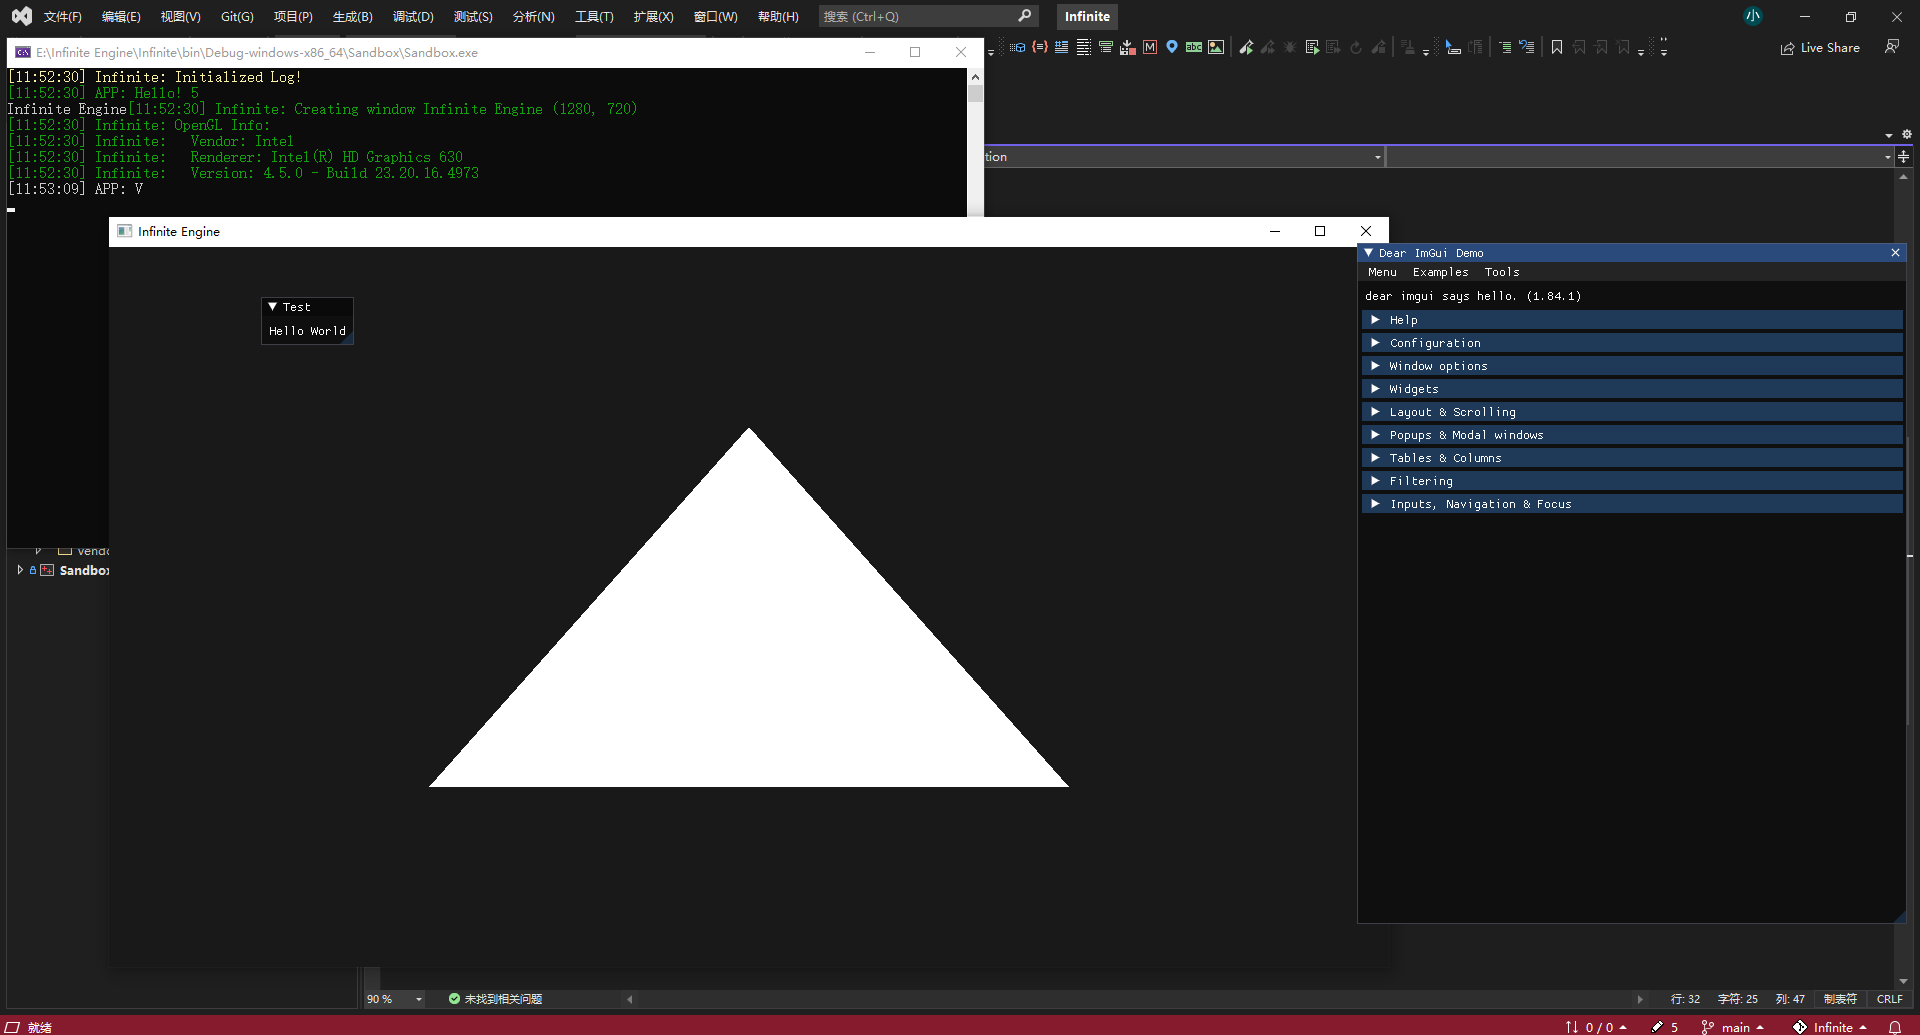 文件(F) 编辑(E) 视图(V) Git(G) 项目(P) 生成(B) 调试(D) 测试(S) 分析(N) 工具(T) 扩展(X) 窗口(W) 帮助(H) 搜索 (Ctrl+Q) Infinite 小
E:\Infinite Engine\Infinite\bin\Debug-windows-x86_64\Sandbox\Sandbox.exe
Live Share
[11:52:30] Infinite: Initialized Log!
[11:52:30] APP: Hello! 5
Infinite Engine[11:52:30] Infinite: Creating window Infinite Engine (1280, 720)
[11:52:30] Infinite: OpenGL Info:
[11:52:30] Infinite:   Vendor: Intel
[11:52:30] Infinite:   Renderer: Intel(R) HD Graphics 630
[11:52:30] Infinite:   Version: 4.5.0 - Build 23.20.16.4973
[11:53:09] APP: V
tion
Infinite Engine
Test
Hello World
Dear ImGui Demo
Menu Examples Tools
dear imgui says hello. (1.84.1)
Help
Configuration
Window options
Widgets
Layout & Scrolling
Popups & Modal windows
Tables & Columns
Filtering
Inputs, Navigation & Focus
vendo
Sandbox
90 % 未找到相关问题 行: 32 字符: 25 列: 47 制表符 CRLF
就绪 0 / 0 5 main Infinite